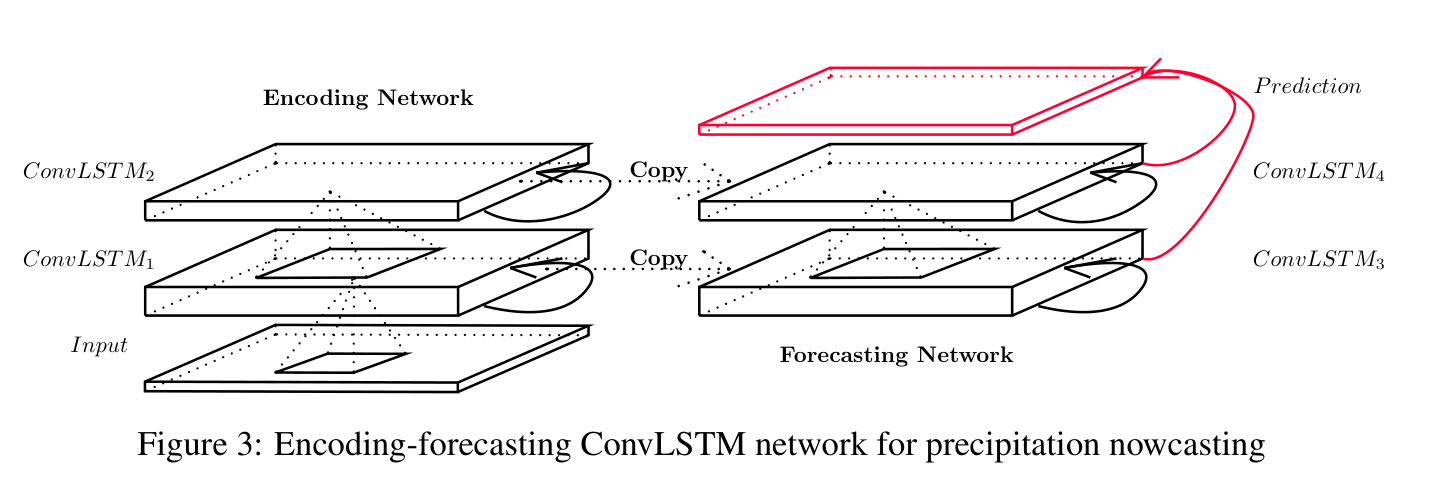 Encoding Network
Prediction
ConvLSTM₂
Copy
ConvLSTM₄
ConvLSTM₁
Copy
ConvLSTM₃
Input
Forecasting Network
Figure 3: Encoding-forecasting ConvLSTM network for precipitation nowcasting